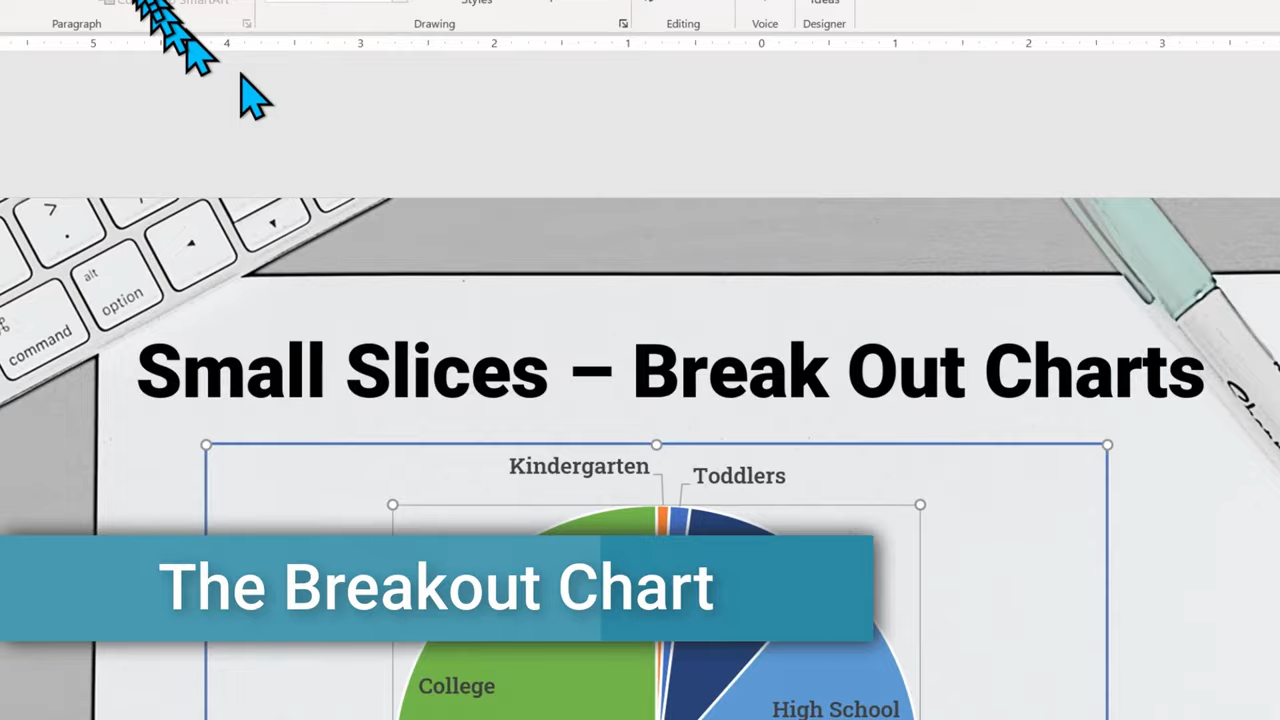 Paragraph Drawing Editing Voice Designer
5 4 3 2 1 0 1 2 3
alt
option
command
Small Slices – Break Out Charts
Kindergarten Toddlers
The Breakout Chart
College
High School